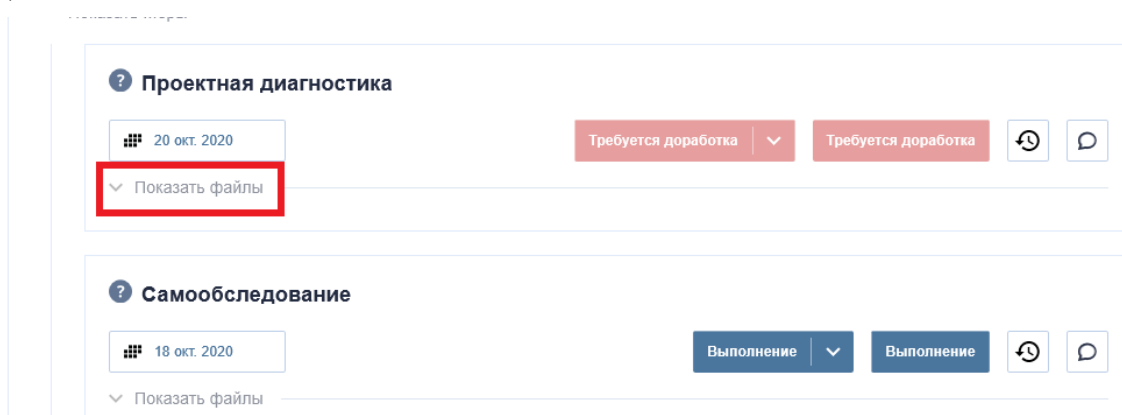 Проектная диагностика
20 окт. 2020
Требуется доработка
Требуется доработка
Показать файлы
Самообследование
18 окт. 2020
Выполнение
Выполнение
Показать файлы